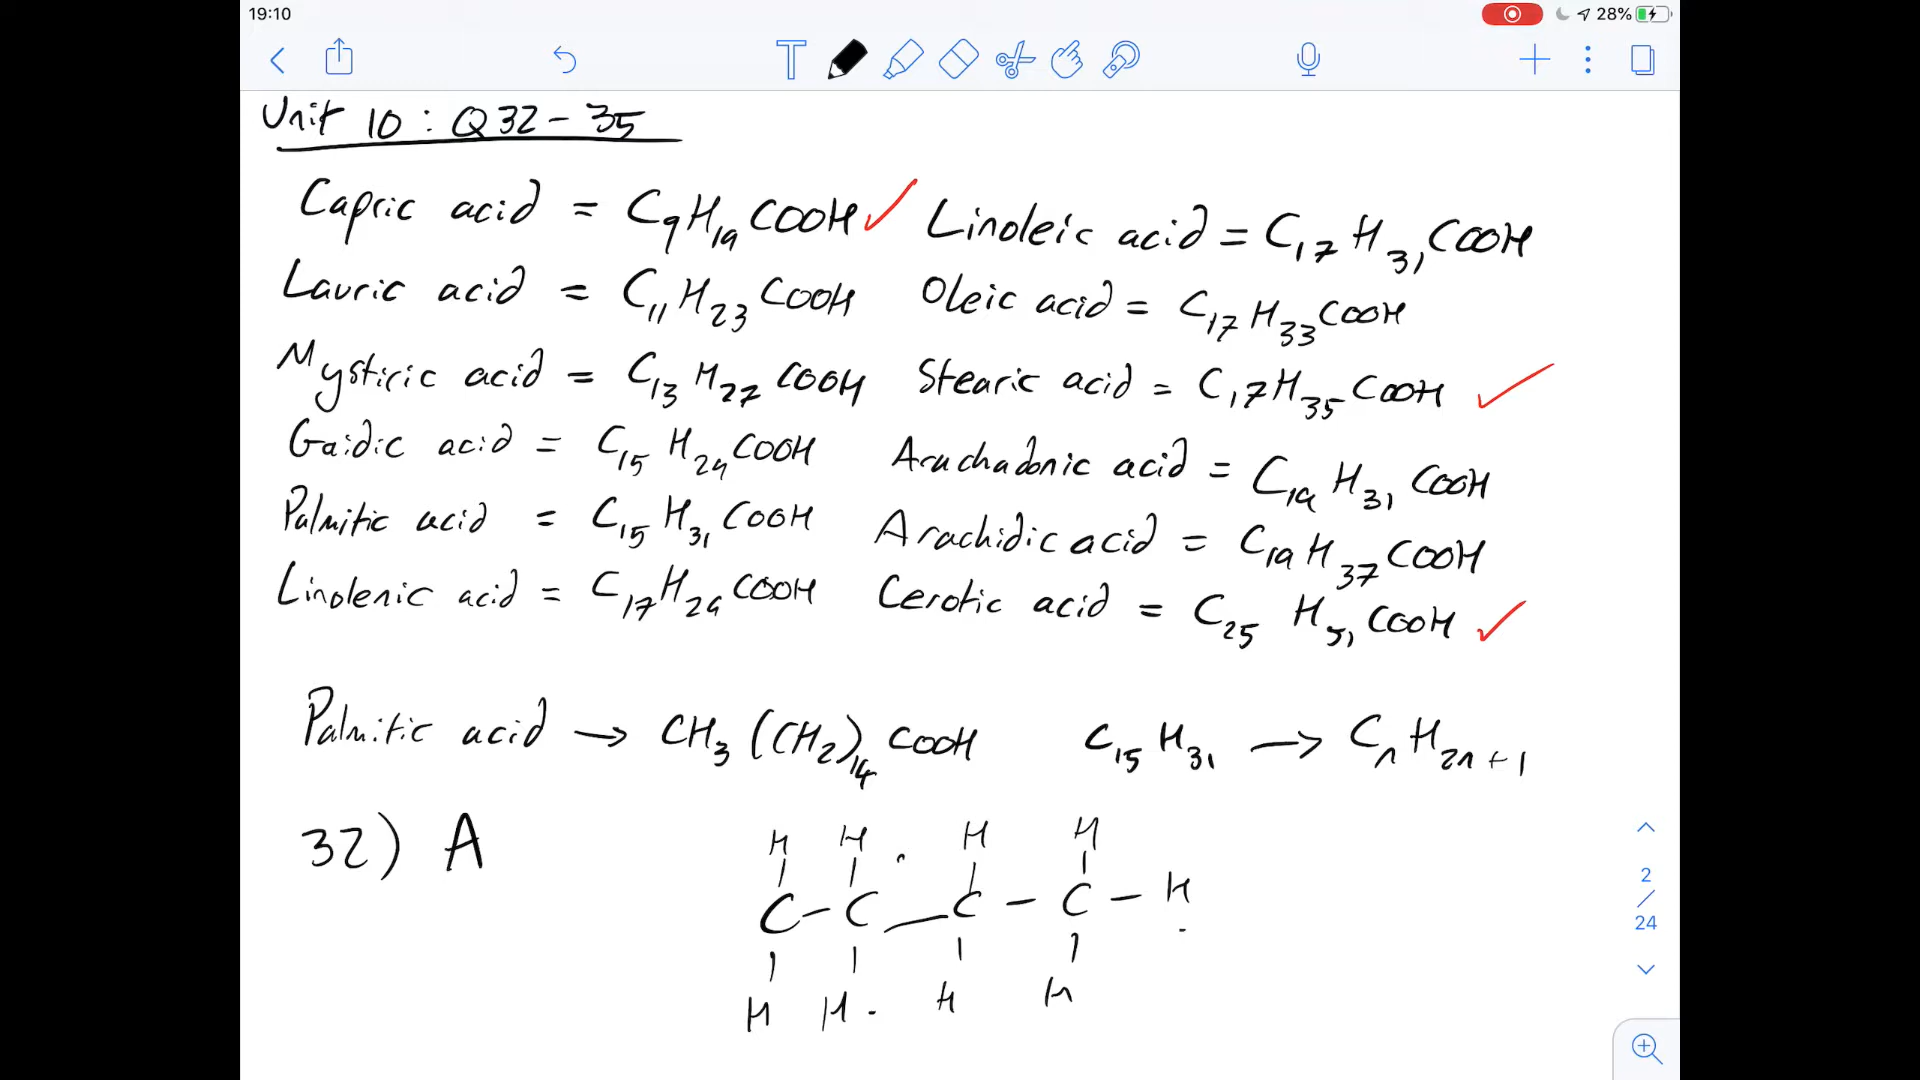 19:10
28%
Unit 10 : Q32-35
Capric acid = C9H19COOH
Linoleic acid = C17H31COOH
Lauric acid = C11H23COOH
Oleic acid = C17H33COOH
Mystiric acid = C13H27COOH
Stearic acid = C17H35COOH
Gaidic acid = C15H29COOH
Arachadonic acid = C19H31COOH
Palmitic acid = C15H31COOH
Arachidic acid = C19H37COOH
Linolenic acid = C17H29COOH
Cerotic acid = C25H51COOH
Palmitic acid → CH3(CH2)14COOH
C15H31 → CnH2n+1
32) A
H H H H
C-C-C-C-H
H H H H
2
/
24